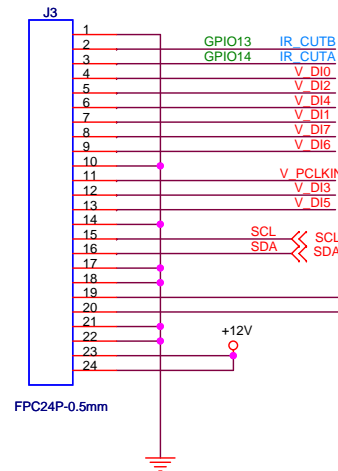 J3
1
2 GPIO13 IR_CUTB
3 GPIO14 IR_CUTA
4 V_DI0
5 V_DI2
6 V_DI4
7 V_DI1
8 V_DI7
9 V_DI6
10
11 V_PCLKIN
12 V_DI3
13 V_DI5
14
15 SCL SCL
16 SDA SDA
17
18
19
20
21
22 +12V
23
24
FPC24P-0.5mm